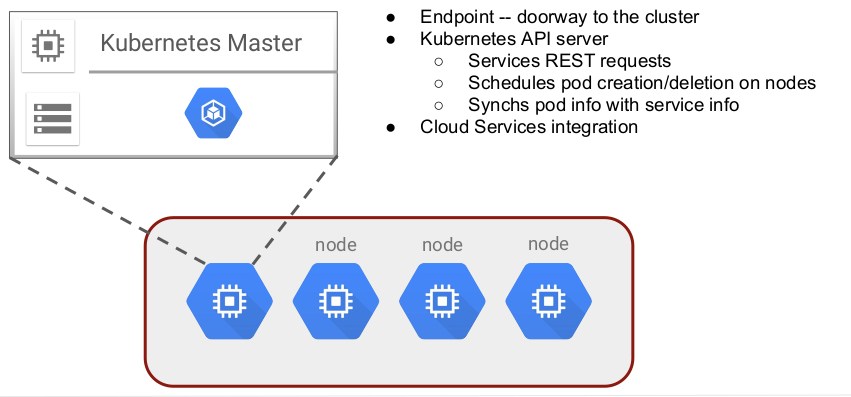 Kubernetes Master
● Endpoint -- doorway to the cluster
● Kubernetes API server
○ Services REST requests
○ Schedules pod creation/deletion on nodes
○ Synchs pod info with service info
● Cloud Services integration
node
node
node